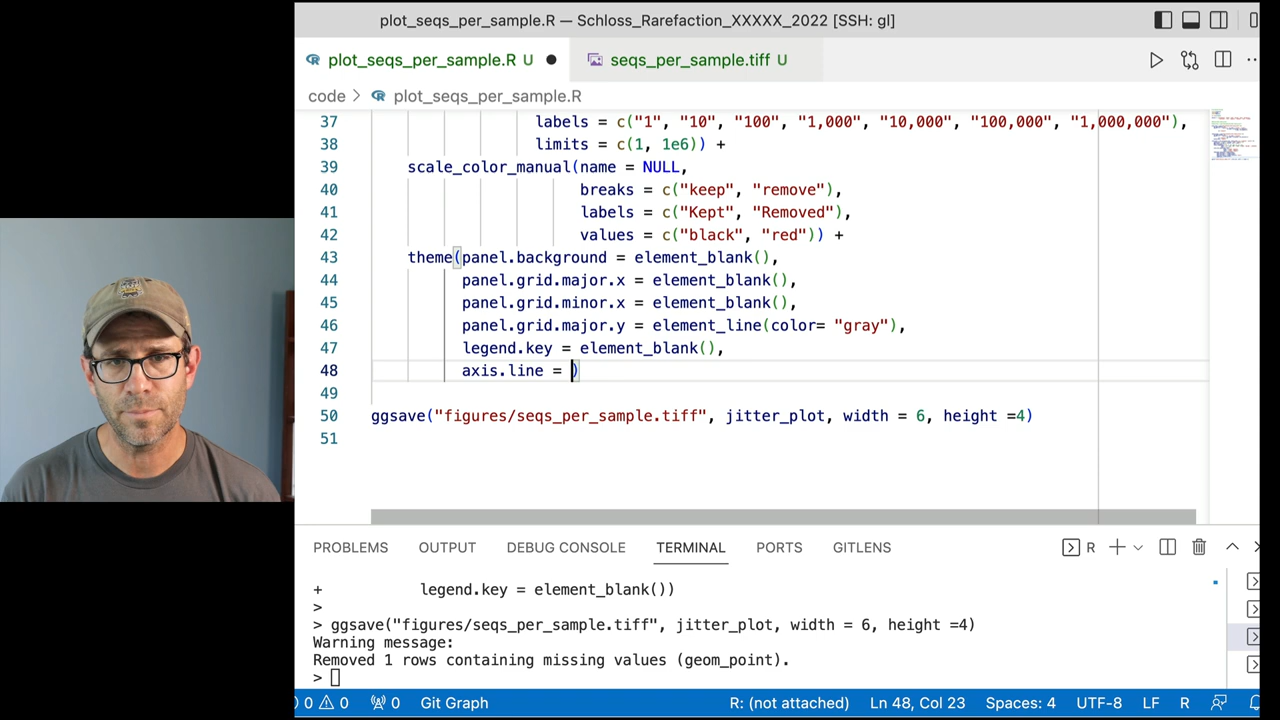 plot_seqs_per_sample.R — Schloss_Rarefaction_XXXXX_2022 [SSH: gl]
plot_seqs_per_sample.R U
seqs_per_sample.tiff U
code > plot_seqs_per_sample.R
37 labels = c("1", "10", "100", "1,000", "10,000", "100,000", "1,000,000"),
38 limits = c(1, 1e6)) +
39 scale_color_manual(name = NULL,
40 breaks = c("keep", "remove"),
41 labels = c("Kept", "Removed"),
42 values = c("black", "red")) +
43 theme(panel.background = element_blank(),
44 panel.grid.major.x = element_blank(),
45 panel.grid.minor.x = element_blank(),
46 panel.grid.major.y = element_line(color= "gray"),
47 legend.key = element_blank(),
48 axis.line = )
49
50 ggsave("figures/seqs_per_sample.tiff", jitter_plot, width = 6, height =4)
51
PROBLEMS OUTPUT DEBUG CONSOLE TERMINAL PORTS GITLENS R
+ legend.key = element_blank())
>
> ggsave("figures/seqs_per_sample.tiff", jitter_plot, width = 6, height =4)
Warning message:
Removed 1 rows containing missing values (geom_point).
>
0 0 0 Git Graph R: (not attached) Ln 48, Col 23 Spaces: 4 UTF-8 LF R